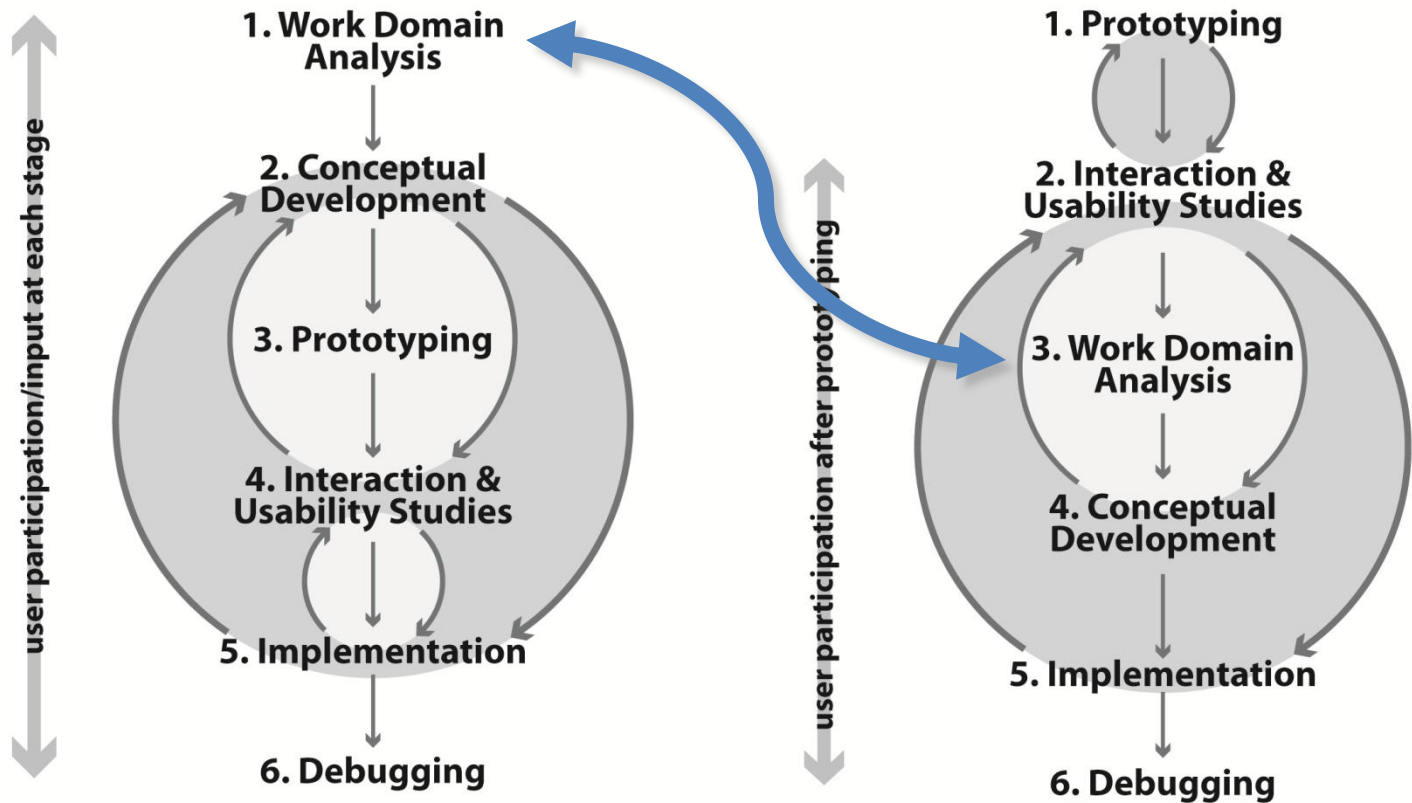 user participation/input at each stage
1. Work Domain
Analysis
2. Conceptual
Development
3. Prototyping
4. Interaction &
Usability Studies
5. Implementation
6. Debugging
user participation after prototyping
1. Prototyping
2. Interaction &
Usability Studies
3. Work Domain
Analysis
4. Conceptual
Development
5. Implementation
6. Debugging